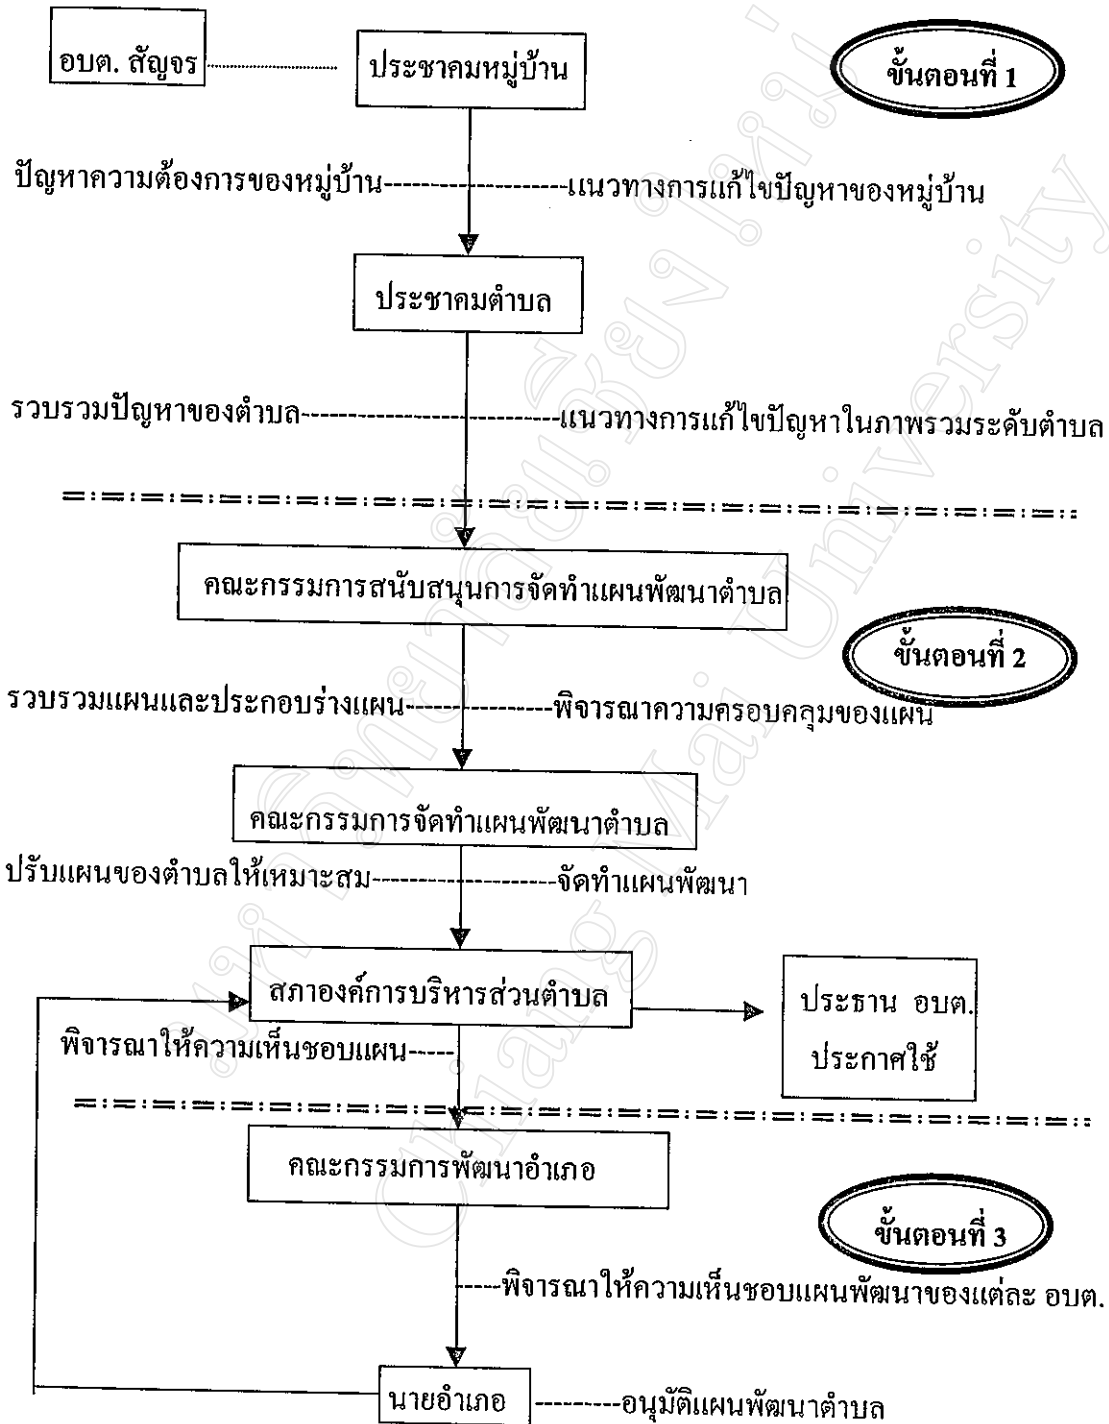 อบต. สัญจร
ประชาคมหมู่บ้าน
ขั้นตอนที่ 1
ปัญหาความต้องการของหมู่บ้าน
แนวทางการแก้ไขปัญหาของหมู่บ้าน
ประชาคมตำบล
รวบรวมปัญหาของตำบล
แนวทางการแก้ไขปัญหาในภาพรวมระดับตำบล
คณะกรรมการสนับสนุนการจัดทำแผนพัฒนาตำบล
ขั้นตอนที่ 2
รวบรวมแผนและประกอบร่างแผน
พิจารณาความครอบคลุมของแผน
คณะกรรมการจัดทำแผนพัฒนาตำบล
ปรับแผนของตำบลให้เหมาะสม
จัดทำแผนพัฒนา
สภาองค์การบริหารส่วนตำบล
ประธาน อบต.
ประกาศใช้
พิจารณาให้ความเห็นชอบแผน
คณะกรรมการพัฒนาอำเภอ
ขั้นตอนที่ 3
พิจารณาให้ความเห็นชอบแผนพัฒนาของแต่ละ อบต.
นายอำเภอ
อนุมัติแผนพัฒนาตำบล
มหาวิทยาลัยเชียงใหม่
Chiang Mai University